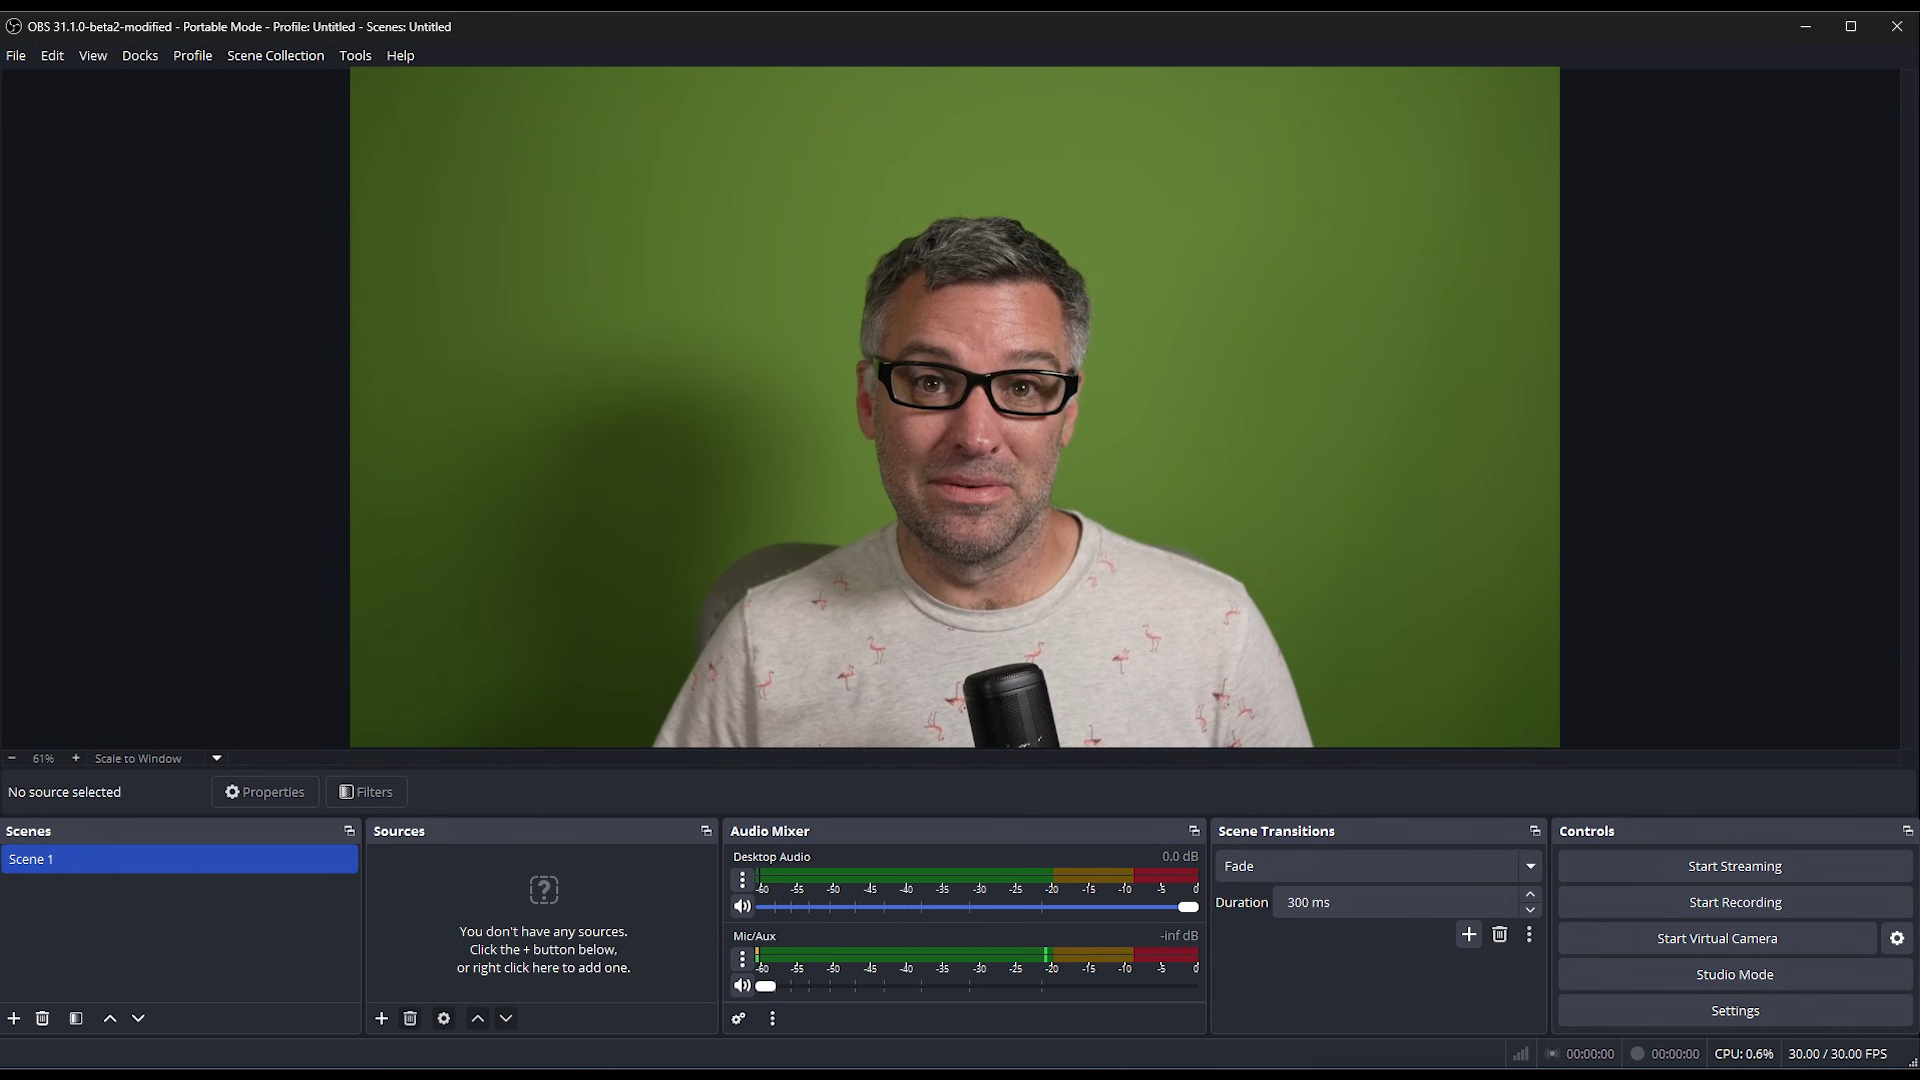 OBS 31.1.0-beta2-modified - Portable Mode - Profile: Untitled - Scenes: Untitled
File Edit View Docks Profile Scene Collection Tools Help
61% Scale to Window
No source selected Properties Filters
Scenes
Scene 1
Sources
You don't have any sources.
Click the + button below,
or right click here to add one.
Audio Mixer
Desktop Audio 0.0 dB
-60 -55 -50 -45 -40 -35 -30 -25 -20 -15 -10 -5 0
Mic/Aux -inf dB
-60 -55 -50 -45 -40 -35 -30 -25 -20 -15 -10 -5 0
Scene Transitions
Fade
Duration 300 ms
Controls
Start Streaming
Start Recording
Start Virtual Camera
Studio Mode
Settings
00:00:00 00:00:00 CPU: 0.6% 30.00 / 30.00 FPS